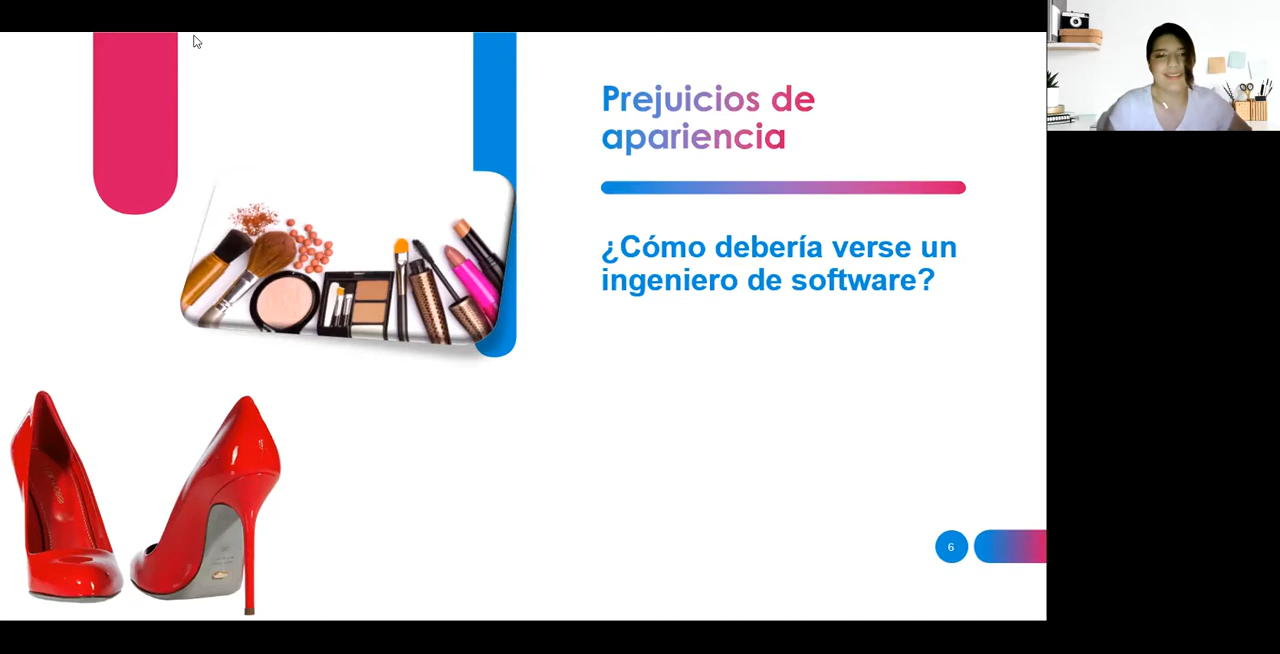 Prejuicios de
apariencia
¿Cómo debería verse un
ingeniero de software?
6